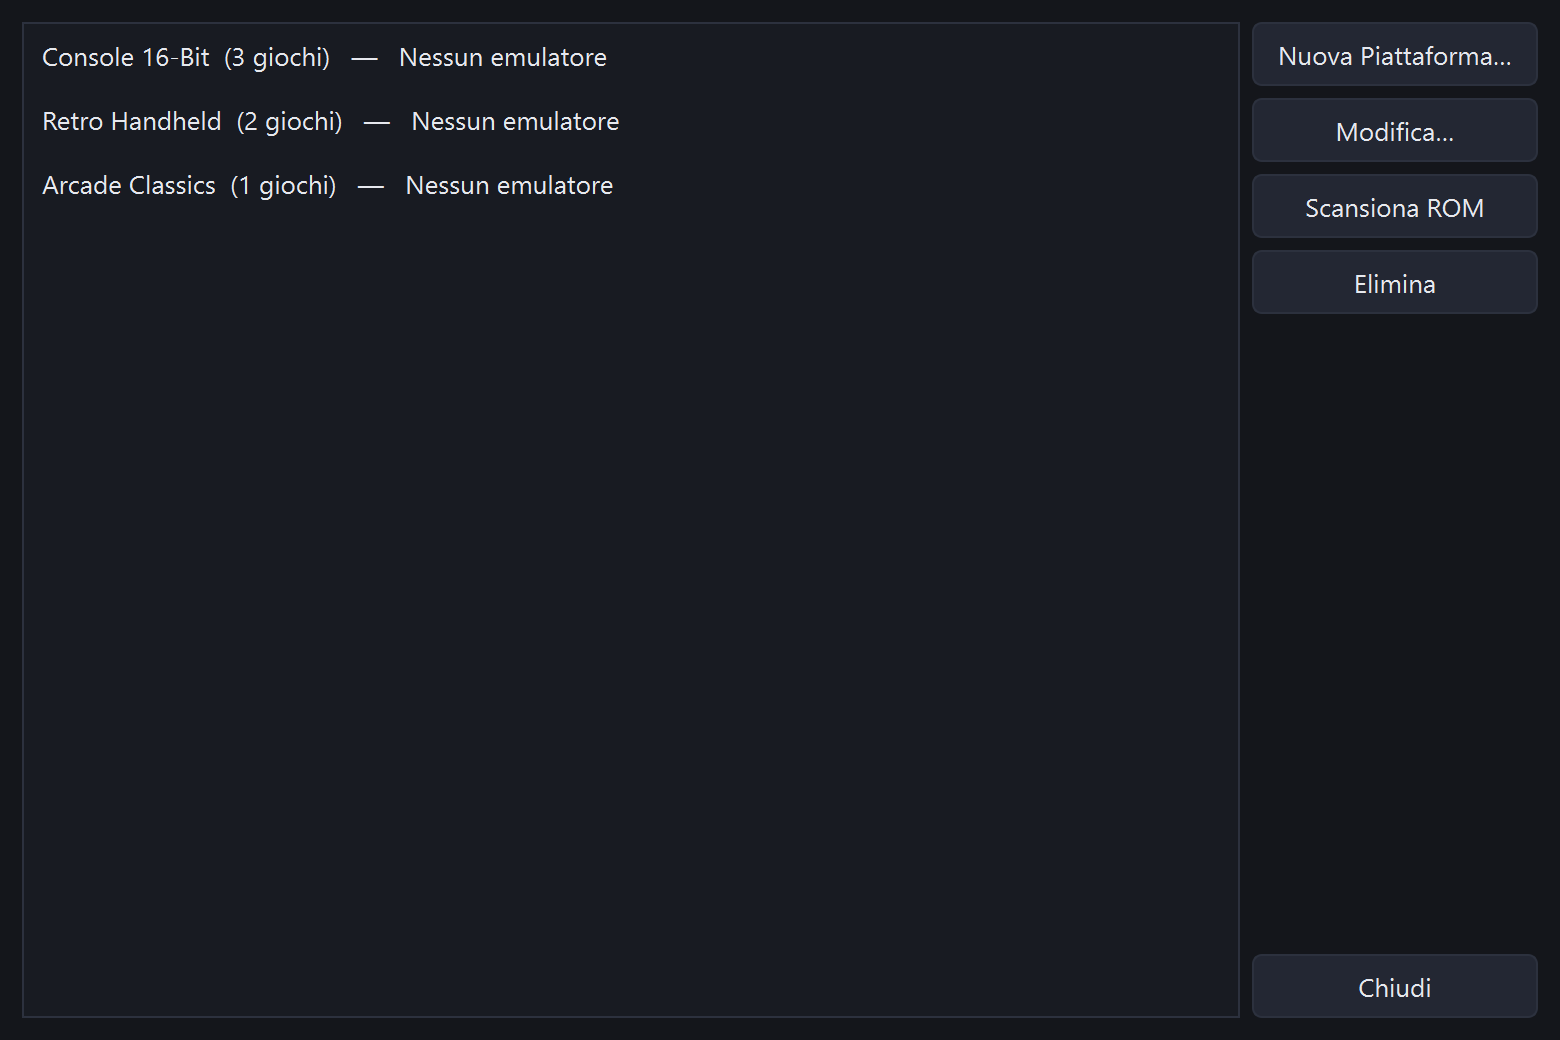 Console 16-Bit (3 giochi) — Nessun emulatore
Retro Handheld (2 giochi) — Nessun emulatore
Arcade Classics (1 giochi) — Nessun emulatore
Nuova Piattaforma...
Modifica...
Scansiona ROM
Elimina
Chiudi